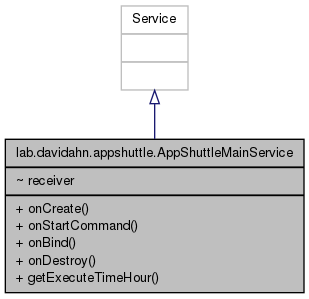 Service
lab.davidahn.appshuttle.AppShuttleMainService
~ receiver
+ onCreate()
+ onStartCommand()
+ onBind()
+ onDestroy()
+ getExecuteTimeHour()